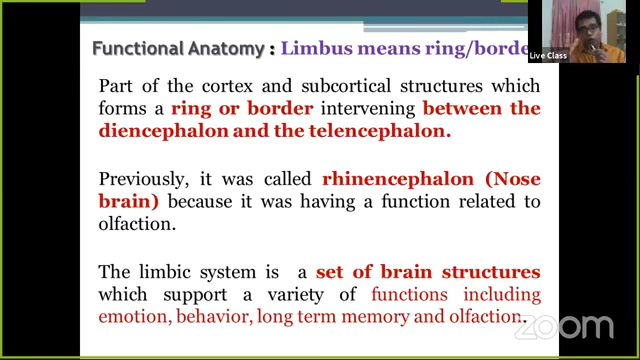 Functional Anatomy : Limbus means ring/borde
Live Class
Part of the cortex and subcortical structures which
forms a ring or border intervening between the
diencephalon and the telencephalon.
Previously, it was called rhinencephalon (Nose
brain) because it was having a function related to
olfaction.
The limbic system is a set of brain structures
which support a variety of functions including
emotion, behavior, long term memory and olfaction.
zoom